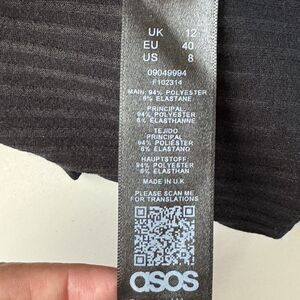 UK 12
EU 40
US 8
09049994
F102314
MAIN: 94% POLYESTER
6% ELASTANE
PRINCIPAL:
94% POLYESTER
6% ELASTHANNE
TEJIDO
PRINCIPAL:
94% POLIÉSTER
6% ELASTANO
HAUPTSTOFF:
94% POLYESTER
6% ELASTHAN
MADE IN U.K
PLEASE SCAN ME
FOR TRANSLATIONS
asos